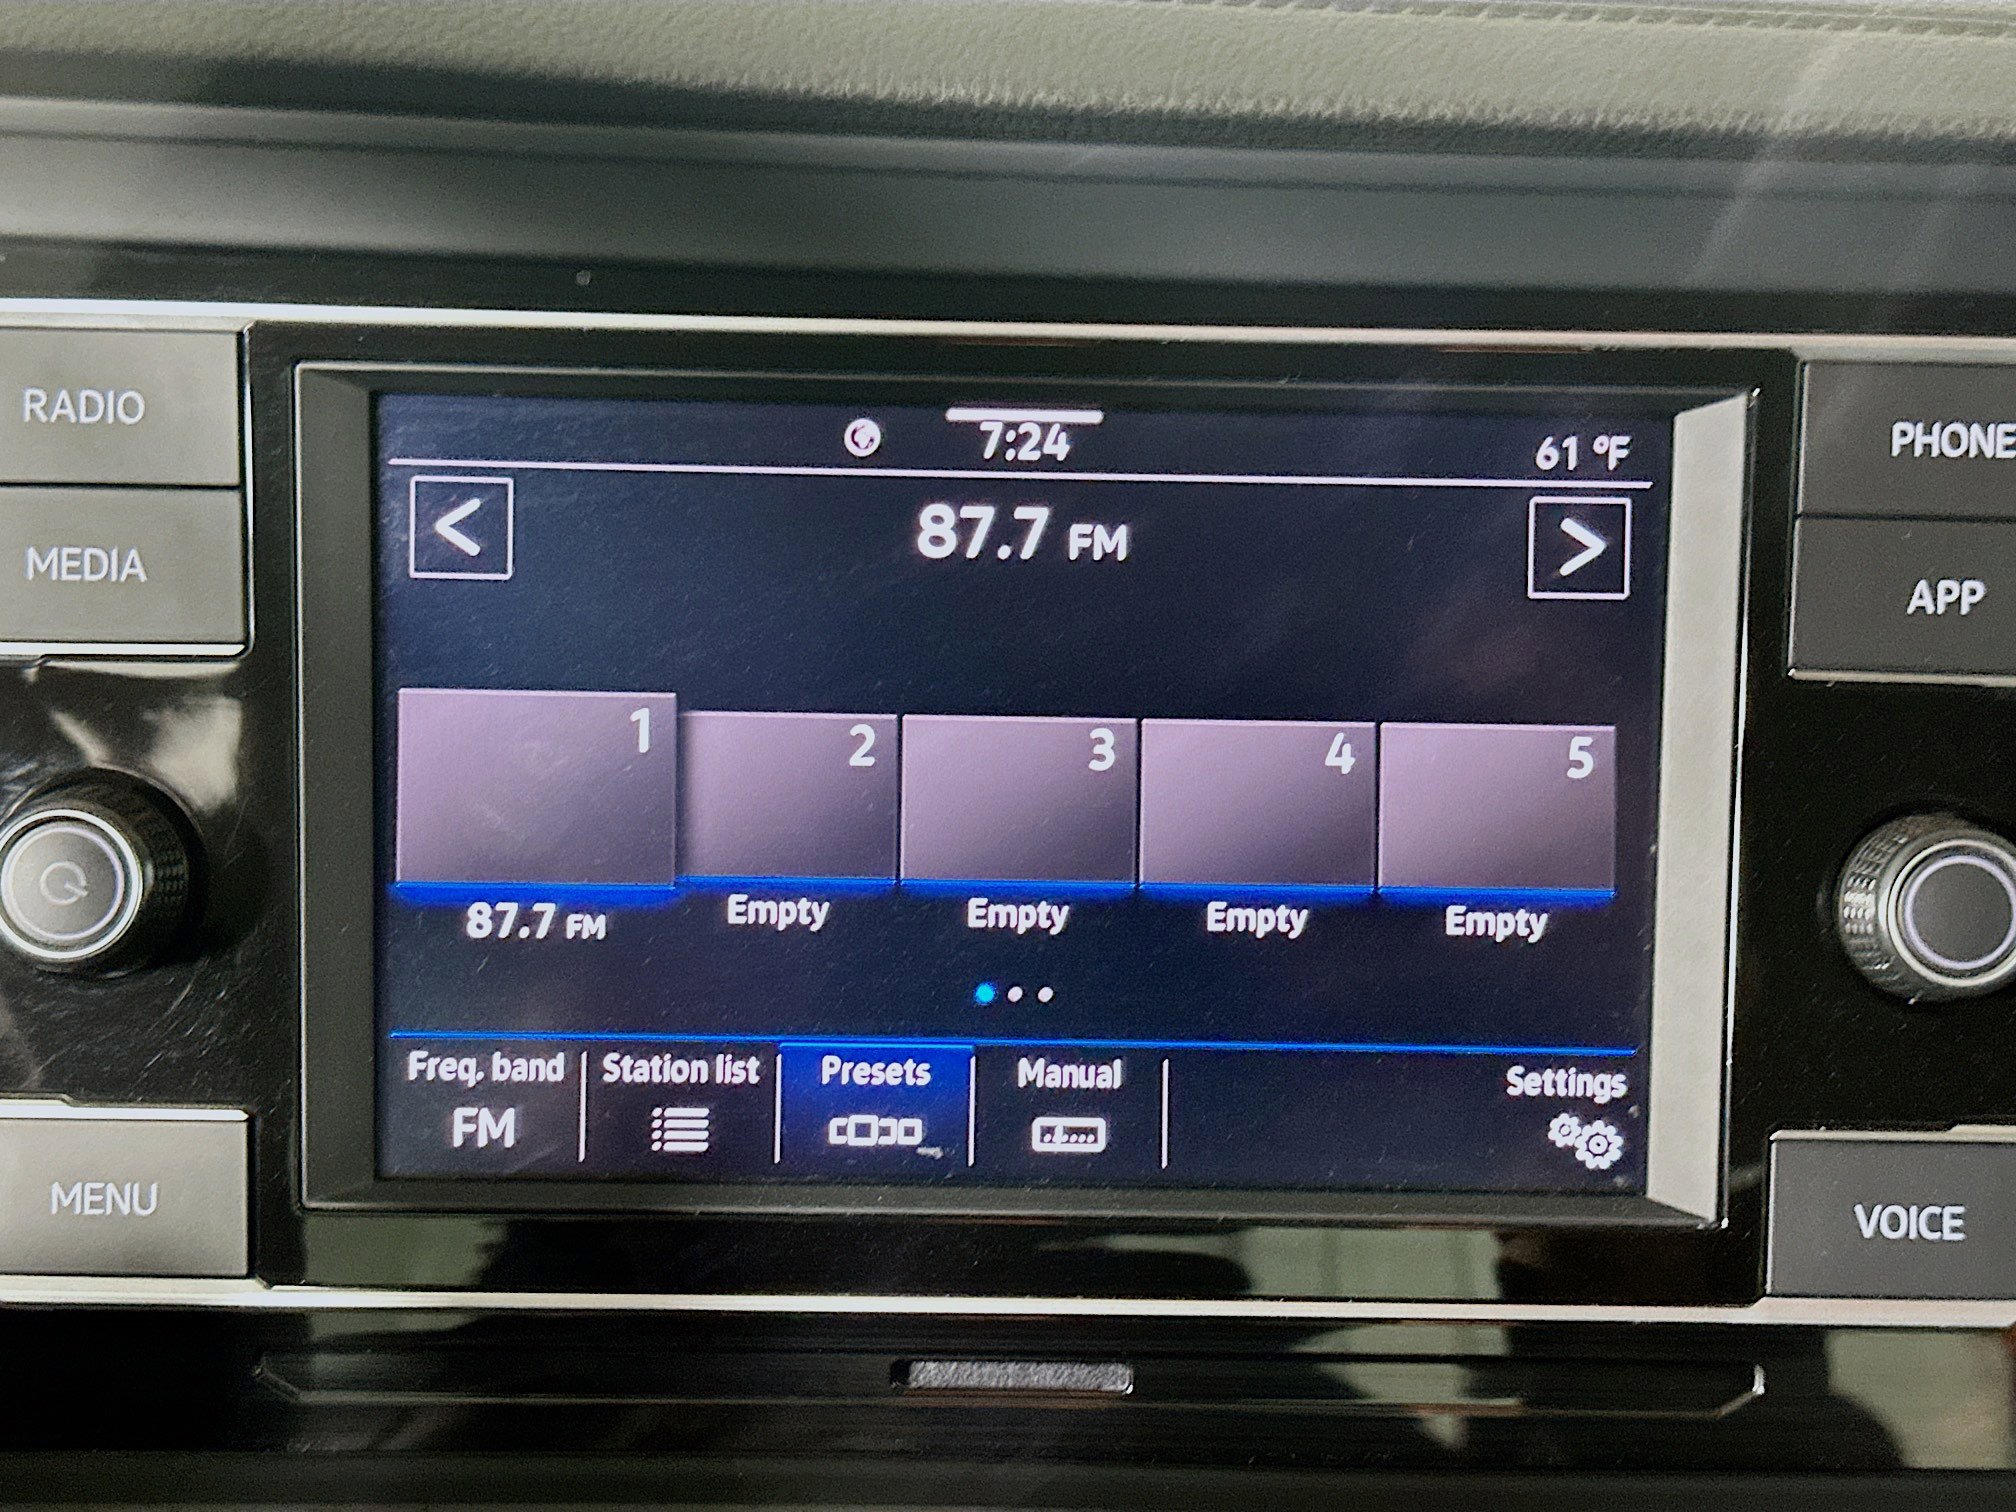 RADIO
MEDIA
MENU
7:24
61 °F
<
87.7 FM
>
1
2
3
4
5
87.7 FM
Empty
Empty
Empty
Empty
Freq. band
FM
Station list
Presets
Manual
Settings
PHONE
APP
VOICE